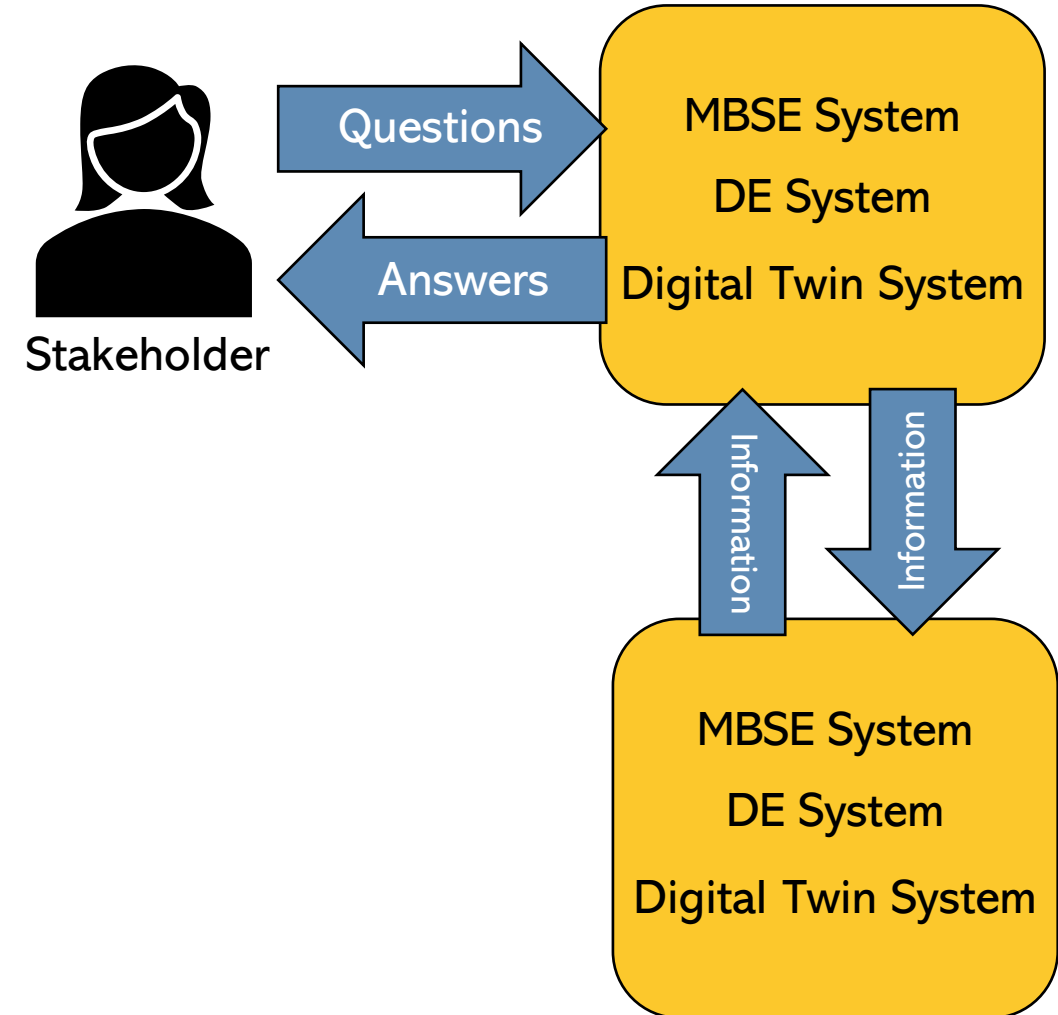 Questions
MBSE System
DE System
Answers
Digital Twin System
Stakeholder
Information
Information
MBSE System
DE System
Digital Twin System